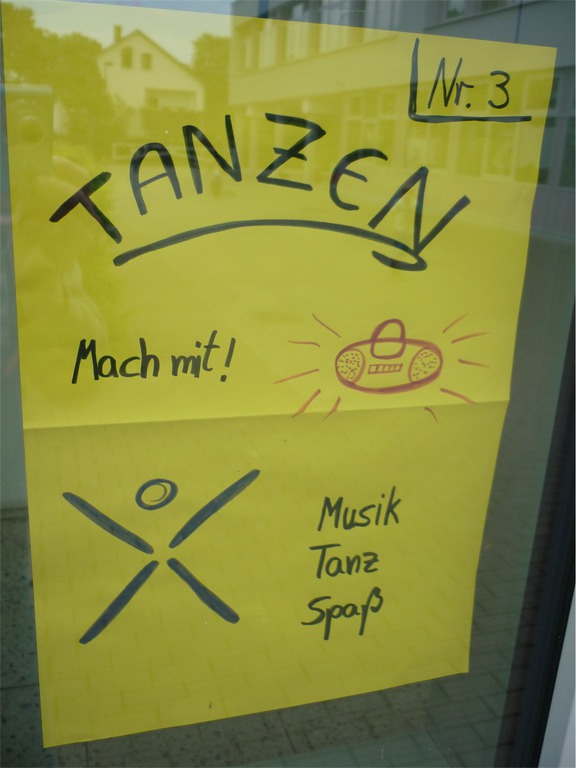 Nr. 3
TANZEN
Mach mit!
Musik
Tanz
Spaß